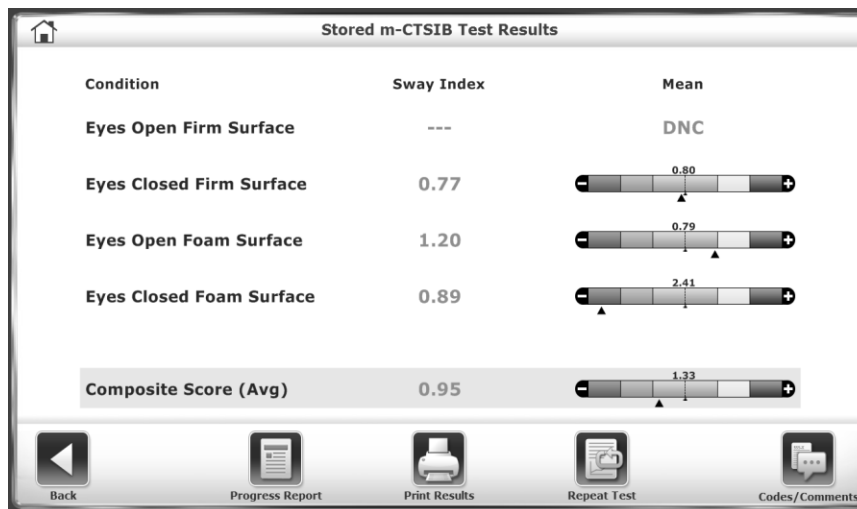 Stored m-CTSIB Test Results
Condition Sway Index Mean
Eyes Open Firm Surface --- DNC
Eyes Closed Firm Surface 0.77 0.80
Eyes Open Foam Surface 1.20 0.79
Eyes Closed Foam Surface 0.89 2.41
Composite Score (Avg) 0.95 1.33
Back Progress Report Print Results Repeat Test Codes/Comments